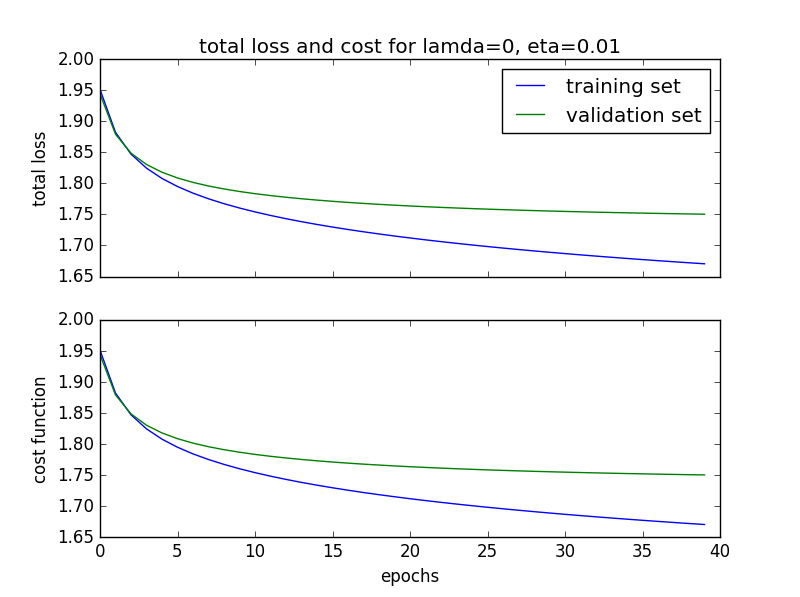 total loss and cost for lamda=0, eta=0.01
2.00
1.95
1.90
1.85
1.80
1.75
1.70
1.65
total loss
training set
validation set
2.00
1.95
1.90
1.85
1.80
1.75
1.70
1.65
cost function
0 5 10 15 20 25 30 35 40
epochs